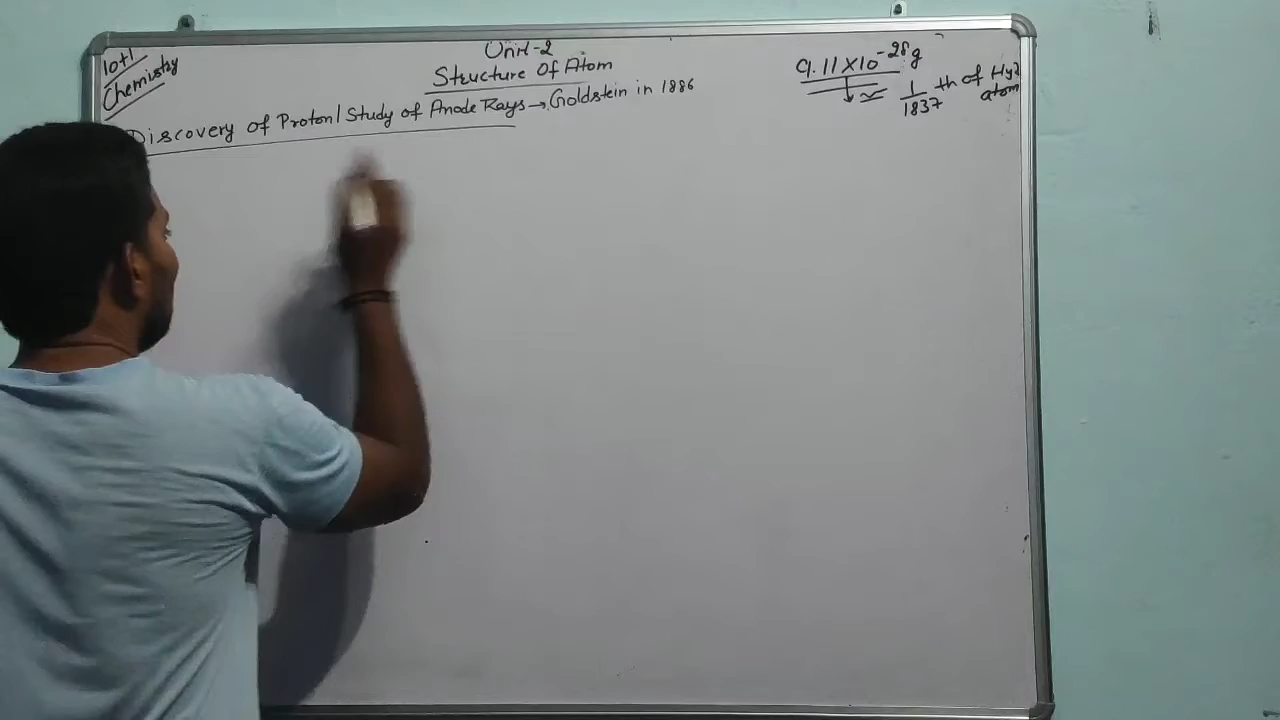 10+1
Chemistry
Unit-2
Structure Of Atom
Discovery of Proton/Study of Anode Rays → Goldstein in 1886
9.11×10⁻²⁸g
≃ 1/1837 th of Hyd
atom